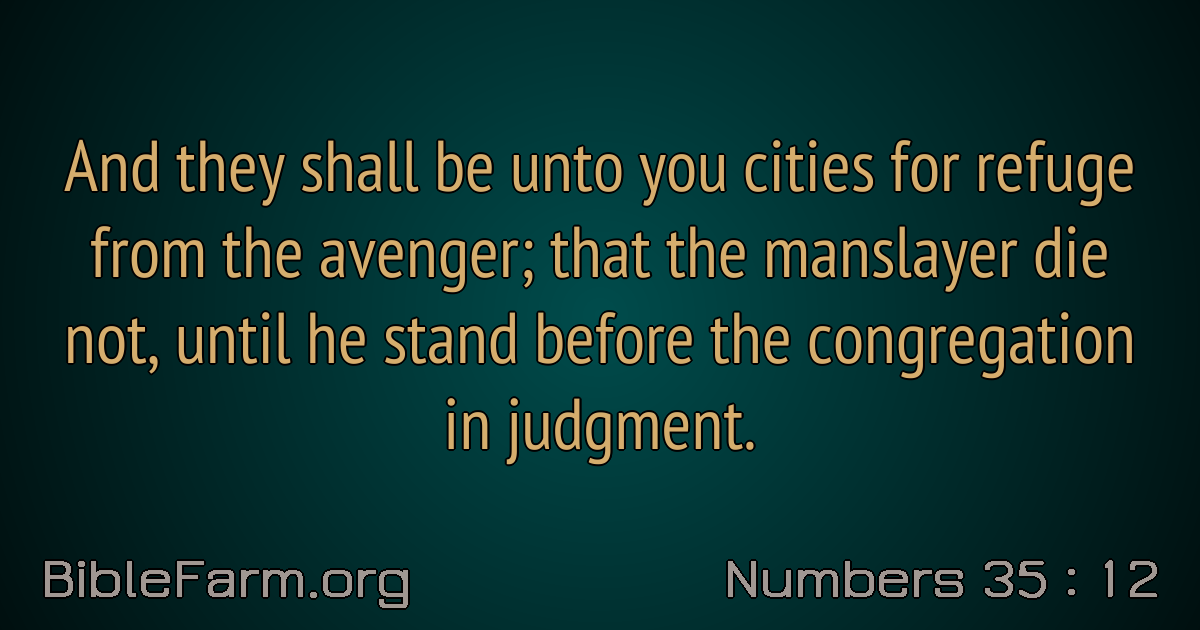 And they shall be unto you cities for refuge
from the avenger; that the manslayer die
not, until he stand before the congregation
in judgment.
BibleFarm.org
Numbers 35 : 12